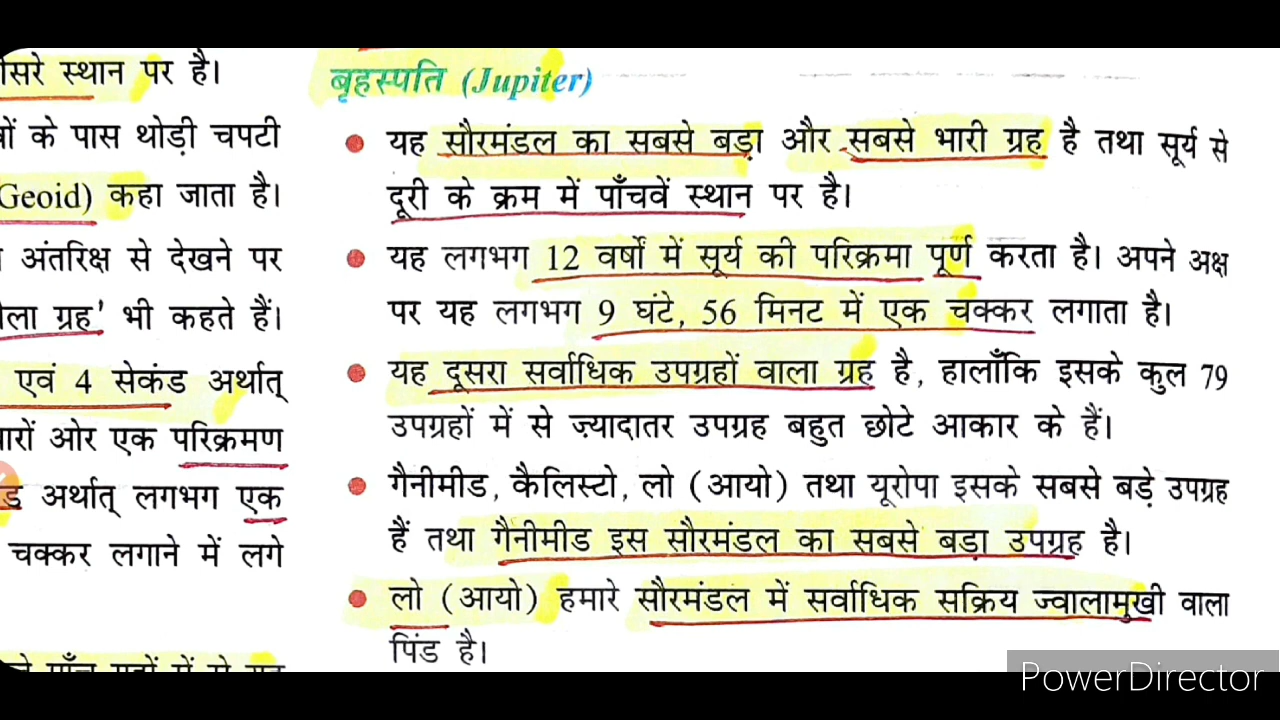 स्थान पर है।
के पास थोड़ी चपटी
Geoid) कहा जाता है।
अंतरिक्ष से देखने पर
ग्रह' भी कहते हैं।
एवं 4 सेकंड अर्थात्
ओर एक परिक्रमण
अर्थात् लगभग एक
चक्कर लगाने में लगे
बृहस्पति (Jupiter)
• यह सौरमंडल का सबसे बड़ा और सबसे भारी ग्रह है तथा सूर्य से
दूरी के क्रम में पाँचवें स्थान पर है।
• यह लगभग 12 वर्षों में सूर्य की परिक्रमा पूर्ण करता है। अपने अक्ष
पर यह लगभग 9 घंटे, 56 मिनट में एक चक्कर लगाता है।
• यह दूसरा सर्वाधिक उपग्रहों वाला ग्रह है, हालाँकि इसके कुल 79
उपग्रहों में से ज़्यादातर उपग्रह बहुत छोटे आकार के हैं।
• गैनीमीड, कैलिस्टो, लो (आयो) तथा यूरोपा इसके सबसे बड़े उपग्रह
हैं तथा गैनीमीड इस सौरमंडल का सबसे बड़ा उपग्रह है।
• लो (आयो) हमारे सौरमंडल में सर्वाधिक सक्रिय ज्वालामुखी वाला
पिंड है।
PowerDirector